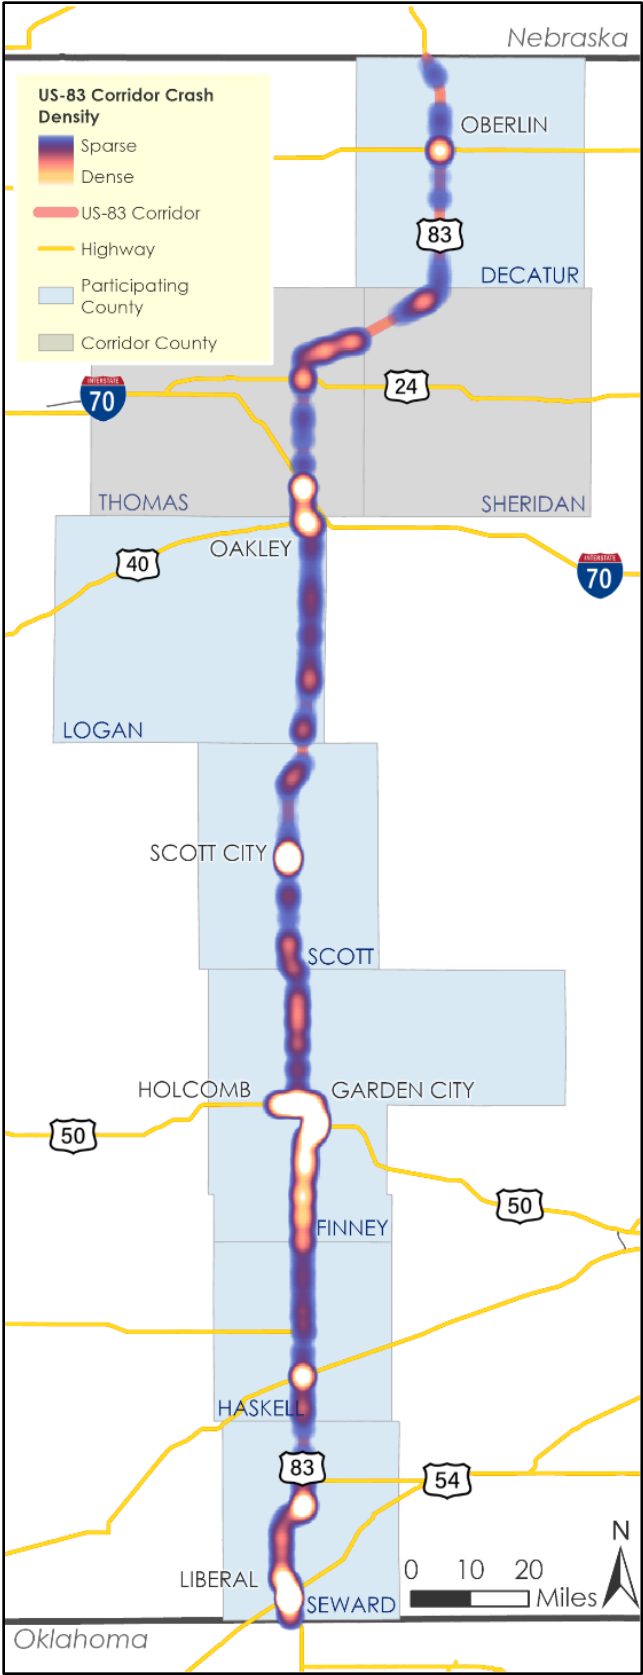 Nebraska
US-83 Corridor Crash
Density
Sparse
Dense
US-83 Corridor
Highway
Participating
County
Corridor County
OBERLIN
83
DECATUR
INTERSTATE
70
24
THOMAS
SHERIDAN
OAKLEY
40
INTERSTATE
70
LOGAN
SCOTT CITY
SCOTT
HOLCOMB
GARDEN CITY
50
50
FINNEY
HASKELL
83
54
N
LIBERAL
0 10 20
Miles
SEWARD
Oklahoma